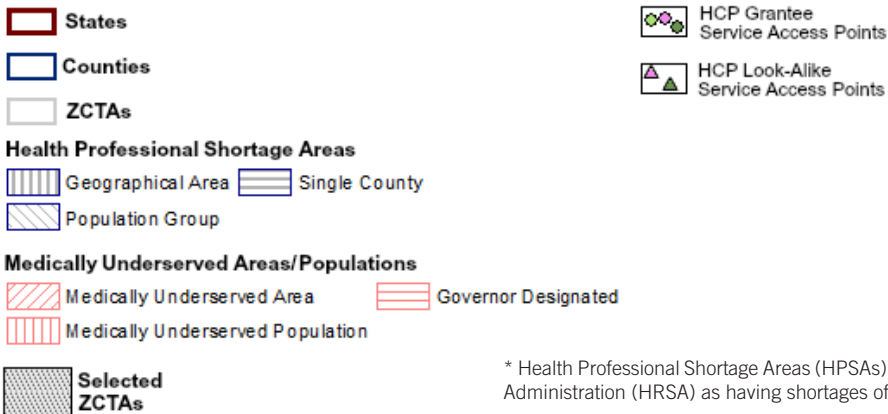 States
HCP Grantee
Service Access Points
Counties
HCP Look-Alike
Service Access Points
ZCTAs
Health Professional Shortage Areas
Geographical Area
Single County
Population Group
Medically Underserved Areas/Populations
Medically Underserved Area
Governor Designated
Medically Underserved Population
Selected
ZCTAs
* Health Professional Shortage Areas (HPSAs)
Administration (HRSA) as having shortages of